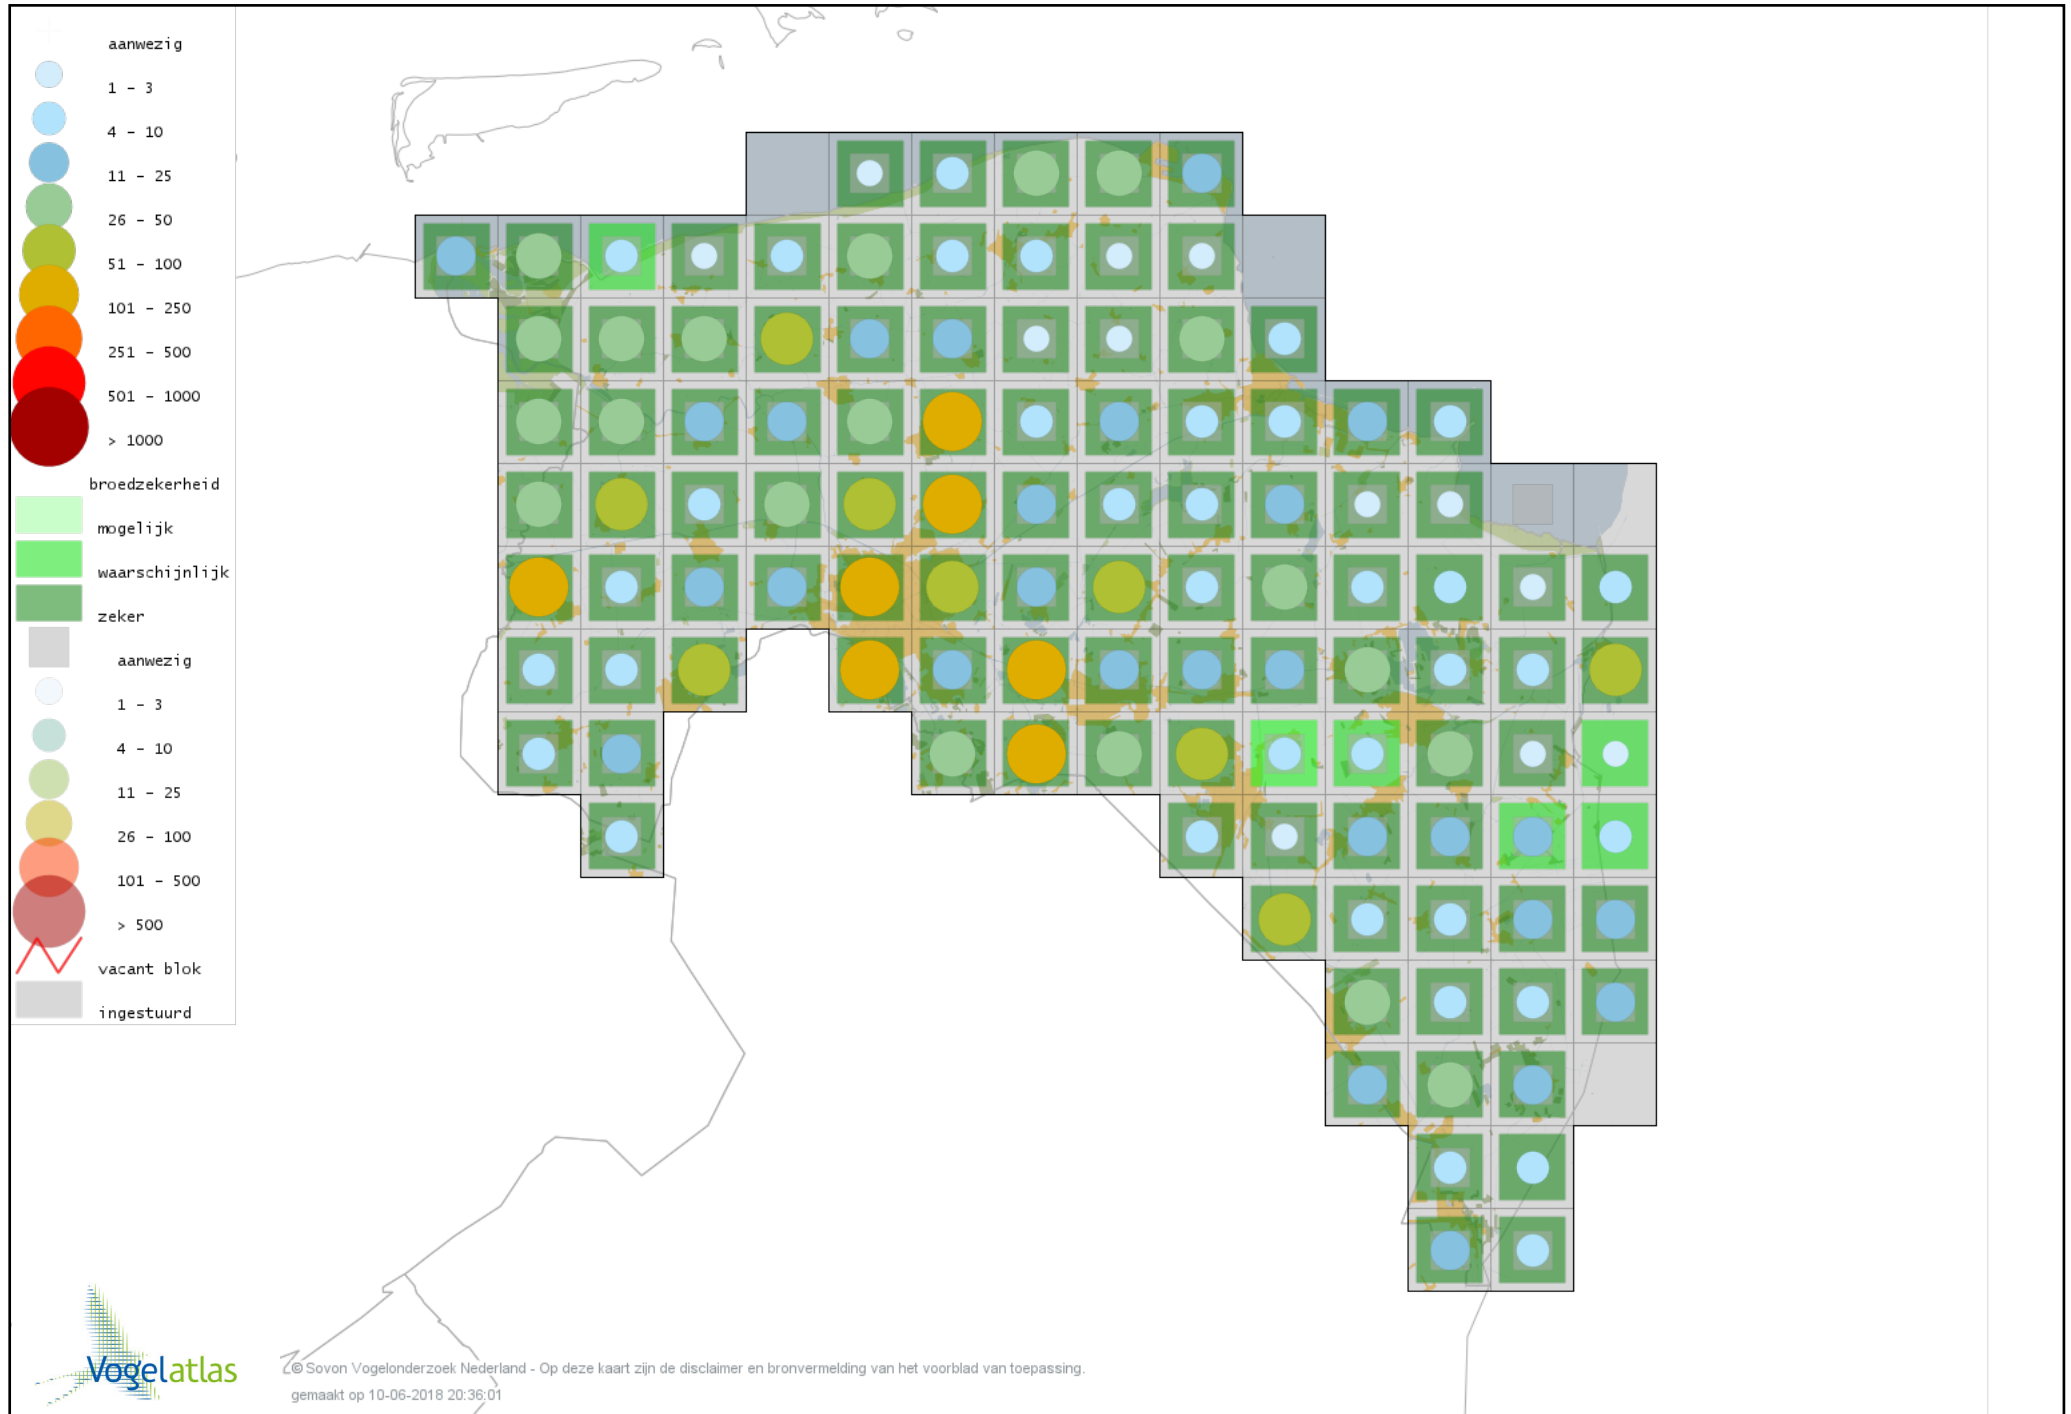 aanwezig
1 - 3
4 - 10
11 - 25
26 - 50
51 - 100
101 - 250
251 - 500
501 - 1000
> 1000
broedzekerheid
mogelijk
waarschijnlijk
zeker
aanwezig
1 - 3
4 - 10
11 - 25
26 - 100
101 - 500
> 500
vacant blok
ingestuurd
Vogelatlas
© Sovon Vogelonderzoek Nederland - Op deze kaart zijn de disclaimer en bronvermelding van het voorblad van toepassing.
gemaakt op 10-06-2018 20:36:01